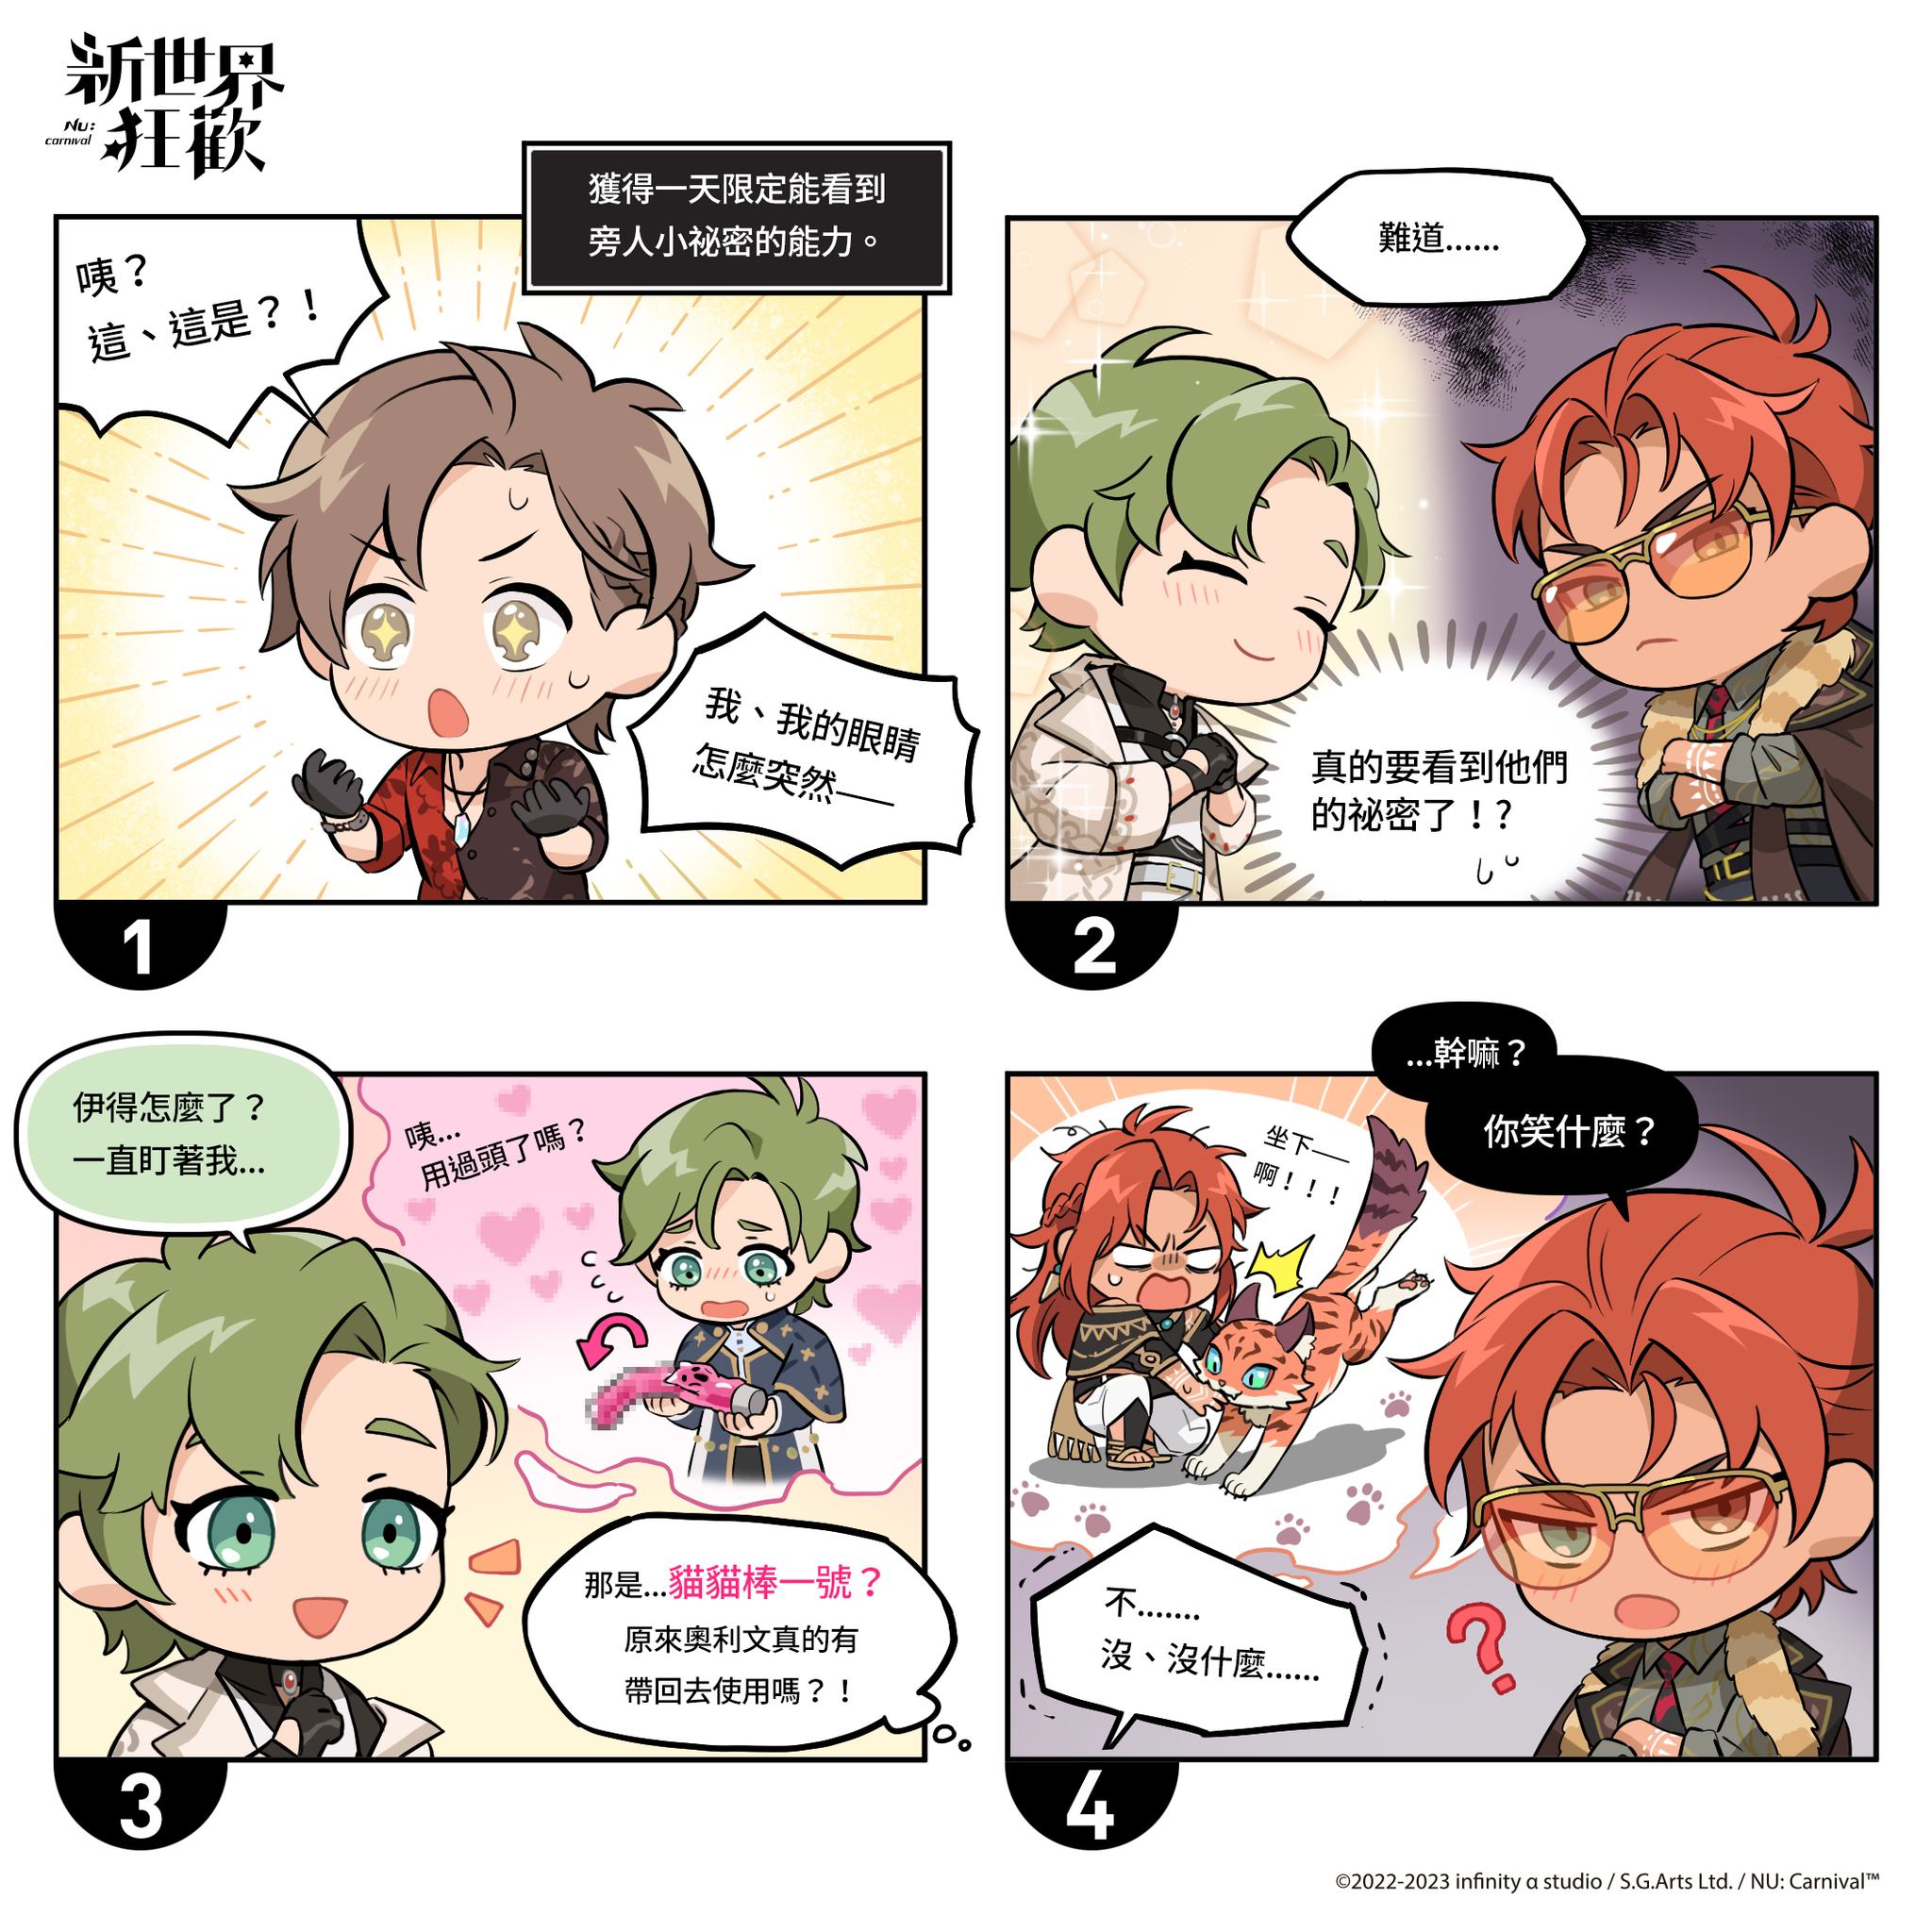 新世界
狂歡
NU:
carnival
獲得一天限定能看到
旁人小祕密的能力。
咦？
這、這是？！
我、我的眼睛
怎麼突然——
1
難道......
真的要看到他們
的祕密了！?
2
伊得怎麼了？
一直盯著我...
咦...
用過頭了嗎？
那是...貓貓棒一號？
原來奧利文真的有
帶回去使用嗎？！
3
...幹嘛？
你笑什麼？
坐下——
啊！！！
不.......
沒、沒什麼......
4
©2022-2023 infinity α studio / S.G.Arts Ltd. / NU: Carnival™